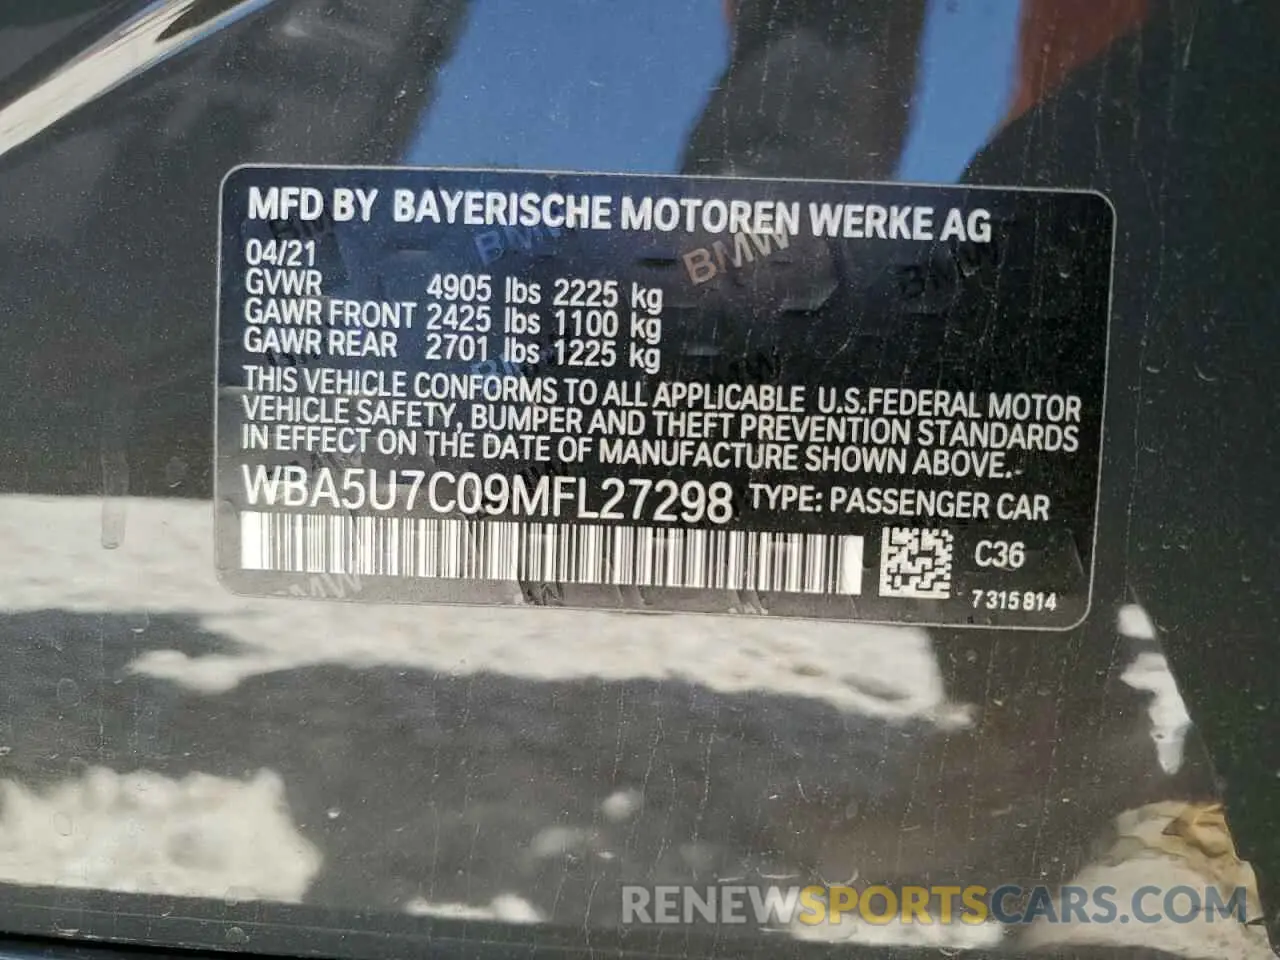 MFD BY BAYERISCHE MOTOREN WERKE AG
04/21
GVWR 4905 lbs 2225 kg
GAWR FRONT 2425 lbs 1100 kg
GAWR REAR 2701 lbs 1225 kg
THIS VEHICLE CONFORMS TO ALL APPLICABLE U.S.FEDERAL MOTOR
VEHICLE SAFETY, BUMPER AND THEFT PREVENTION STANDARDS
IN EFFECT ON THE DATE OF MANUFACTURE SHOWN ABOVE.
WBA5U7C09MFL27298 TYPE: PASSENGER CAR
C36
7315814
BMW BMW BMW
RENEWSPORTSCARS.COM